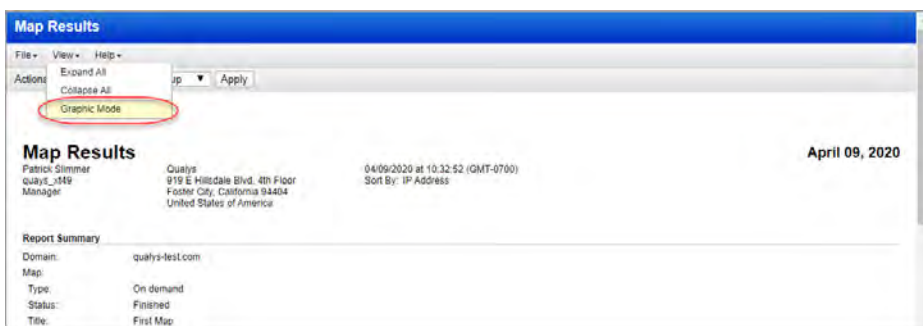 Map Results
File View Help
Expand All
Actions up Apply
Collapse All
Graphic Mode
Map Results April 09, 2020
Patrick Slimmer Qualys 04/09/2020 at 10:32:52 (GMT-0700)
quays_xf49 919 E Hillsdale Blvd, 4th Floor Sort By: IP Address
Manager Foster City, California 94404
United States of America
Report Summary
Domain: qualys-test.com
Map:
Type: On demand
Status: Finished
Title: First Map